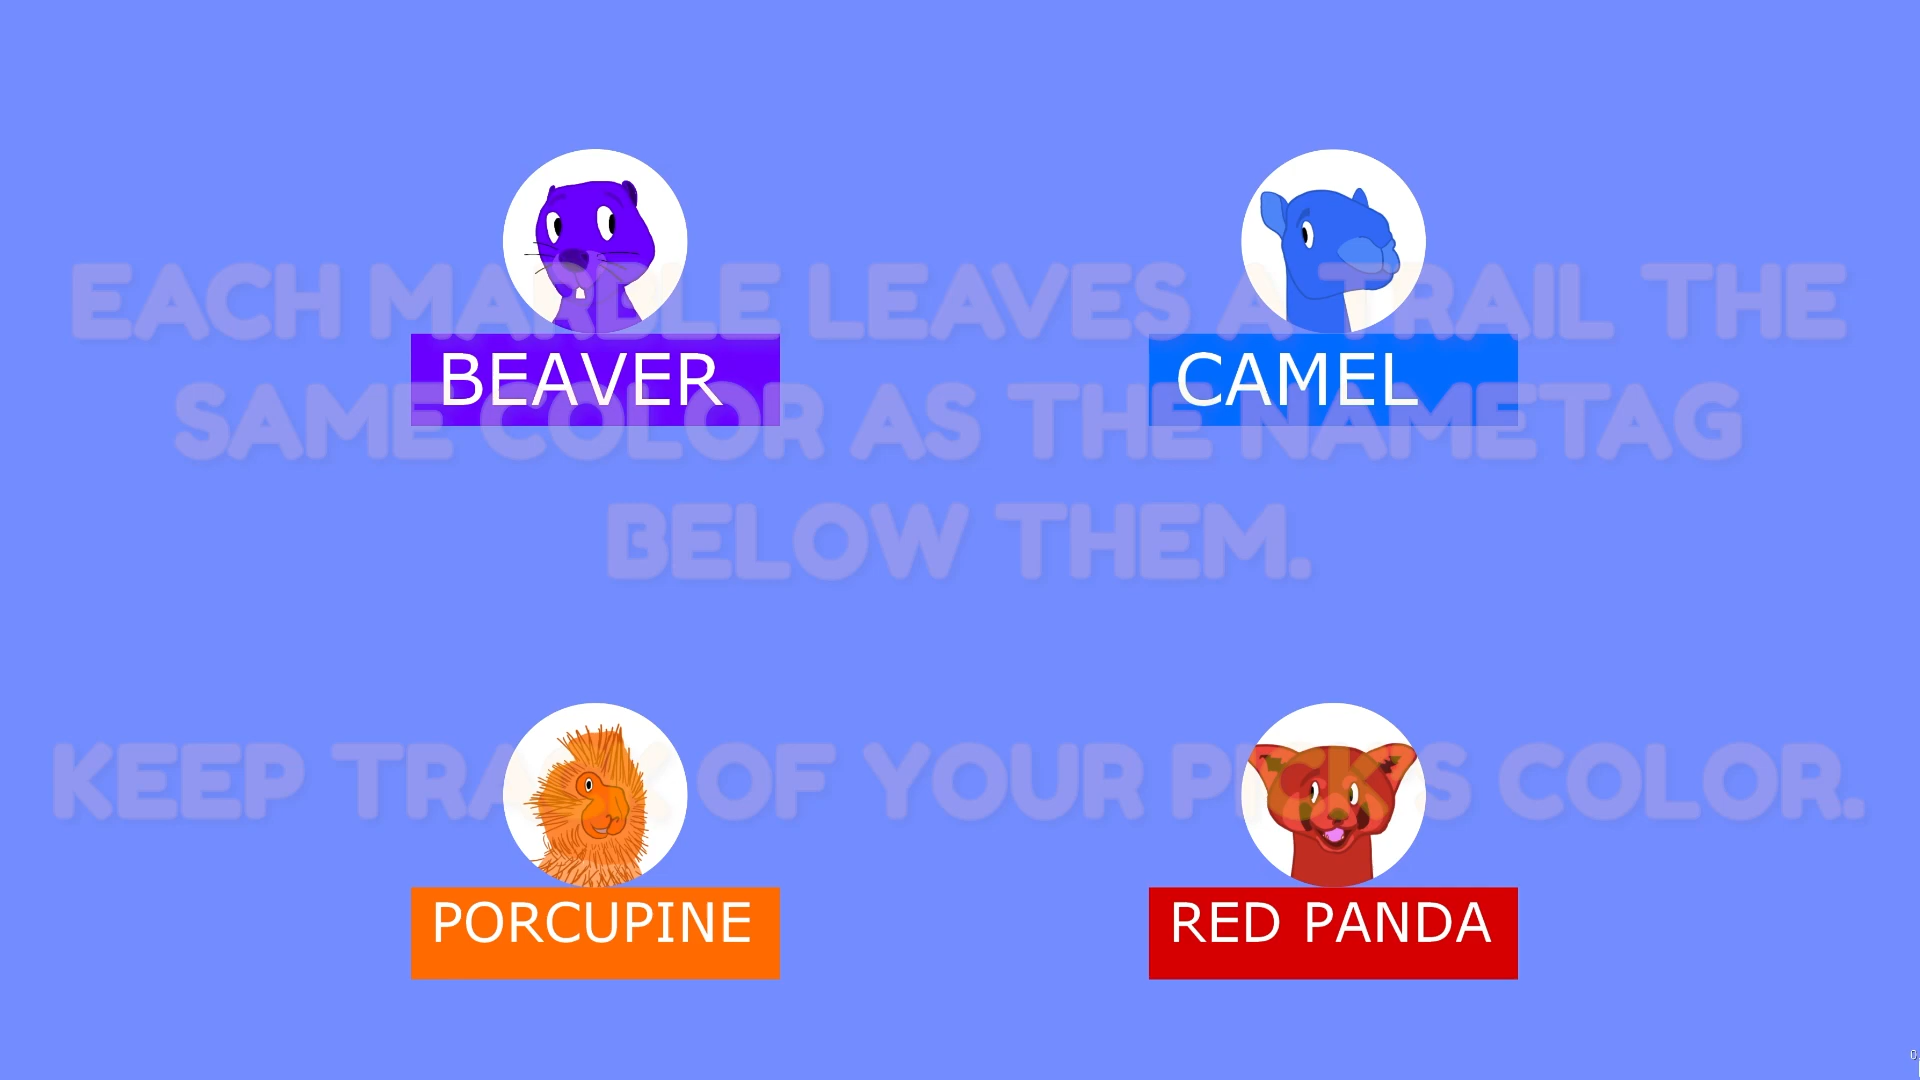 BEAVER
CAMEL
EACH MARBLE LEAVES A TRAIL THE
SAME COLOR AS THE NAMETAG
BELOW THEM.
KEEP TRACK OF YOUR PICKS COLOR.
PORCUPINE
RED PANDA
0